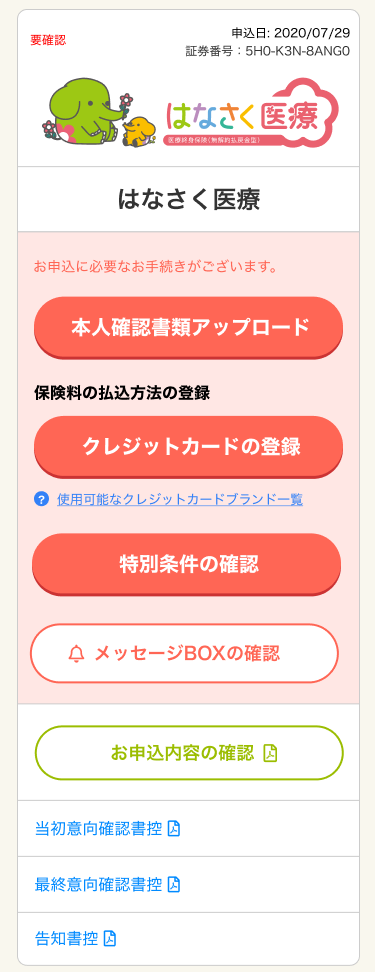 要確認
申込日: 2020/07/29
証券番号：5H0-K3N-8ANG0
はなさく医療
医療終身保険（無解約払戻金型）
はなさく医療
お申込に必要なお手続きがございます。
本人確認書類アップロード
保険料の払込方法の登録
クレジットカードの登録
? 使用可能なクレジットカードブランド一覧
特別条件の確認
メッセージBOXの確認
お申込内容の確認
当初意向確認書控
最終意向確認書控
告知書控